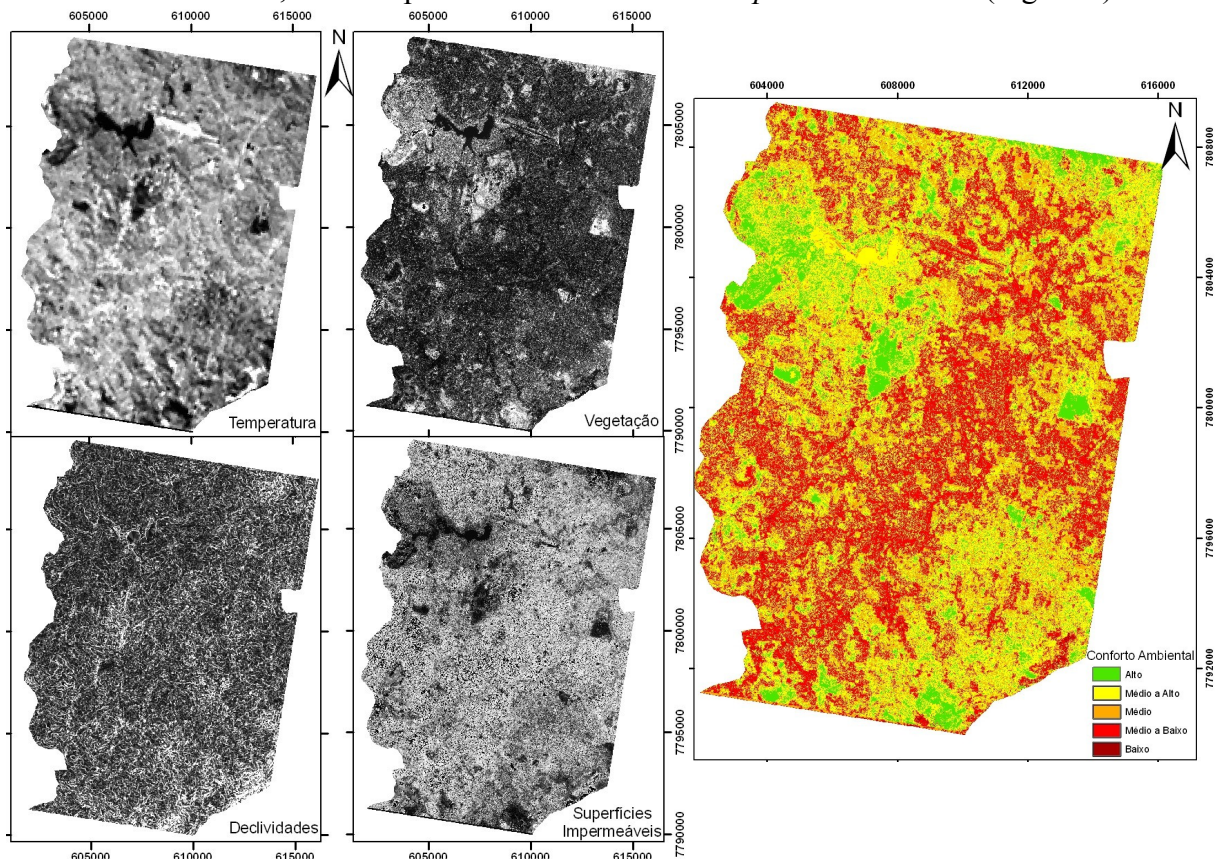 605000 610000 615000
N
604000 608000 612000 616000
N
7805000
7808000
7800000
7804000
7795000
7800000
Temperatura
Vegetação
7790000
605000 610000 615000
7805000
7796000
7800000
Conforto Ambiental
Alto
Médio a Alto
Médio
Médio a Baixo
Baixo
7792000
7795000
Declividades
Superfícies
Impermeáveis
7790000
605000 610000 615000
605000 610000 615000